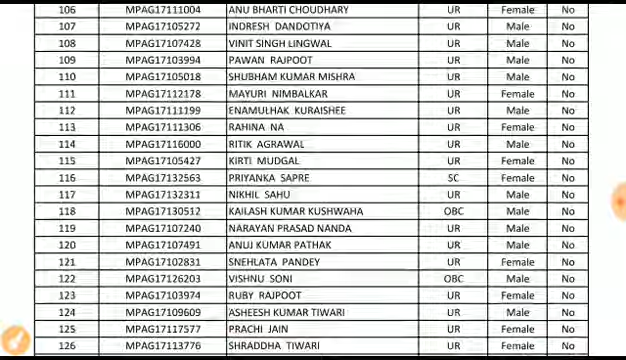 106 MPAG17111004 ANU BHARTI CHOUDHARY UR Female No
107 MPAG17105272 INDRESH DANDOTIYA UR Male No
108 MPAG17107428 VINIT SINGH LINGWAL UR Male No
109 MPAG17103994 PAWAN RAJPOOT UR Male No
110 MPAG17105018 SHUBHAM KUMAR MISHRA UR Male No
111 MPAG17112178 MAYURI NIMBALKAR UR Female No
112 MPAG17111199 ENAMULHAK KURAISHEE UR Male No
113 MPAG17111306 RAHINA NA UR Female No
114 MPAG17116000 RITIK AGRAWAL UR Male No
115 MPAG17105427 KIRTI MUDGAL UR Female No
116 MPAG17132563 PRIYANKA SAPRE SC Female No
117 MPAG17132311 NIKHIL SAHU UR Male No
118 MPAG17130512 KAILASH KUMAR KUSHWAHA OBC Male No
119 MPAG17107240 NARAYAN PRASAD NANDA UR Male No
120 MPAG17107491 ANUJ KUMAR PATHAK UR Male No
121 MPAG17102831 SNEHLATA PANDEY UR Female No
122 MPAG17126203 VISHNU SONI OBC Male No
123 MPAG17103974 RUBY RAJPOOT UR Female No
124 MPAG17109609 ASHEESH KUMAR TIWARI UR Male No
125 MPAG17117577 PRACHI JAIN UR Female No
126 MPAG17113776 SHRADDHA TIWARI UR Female No